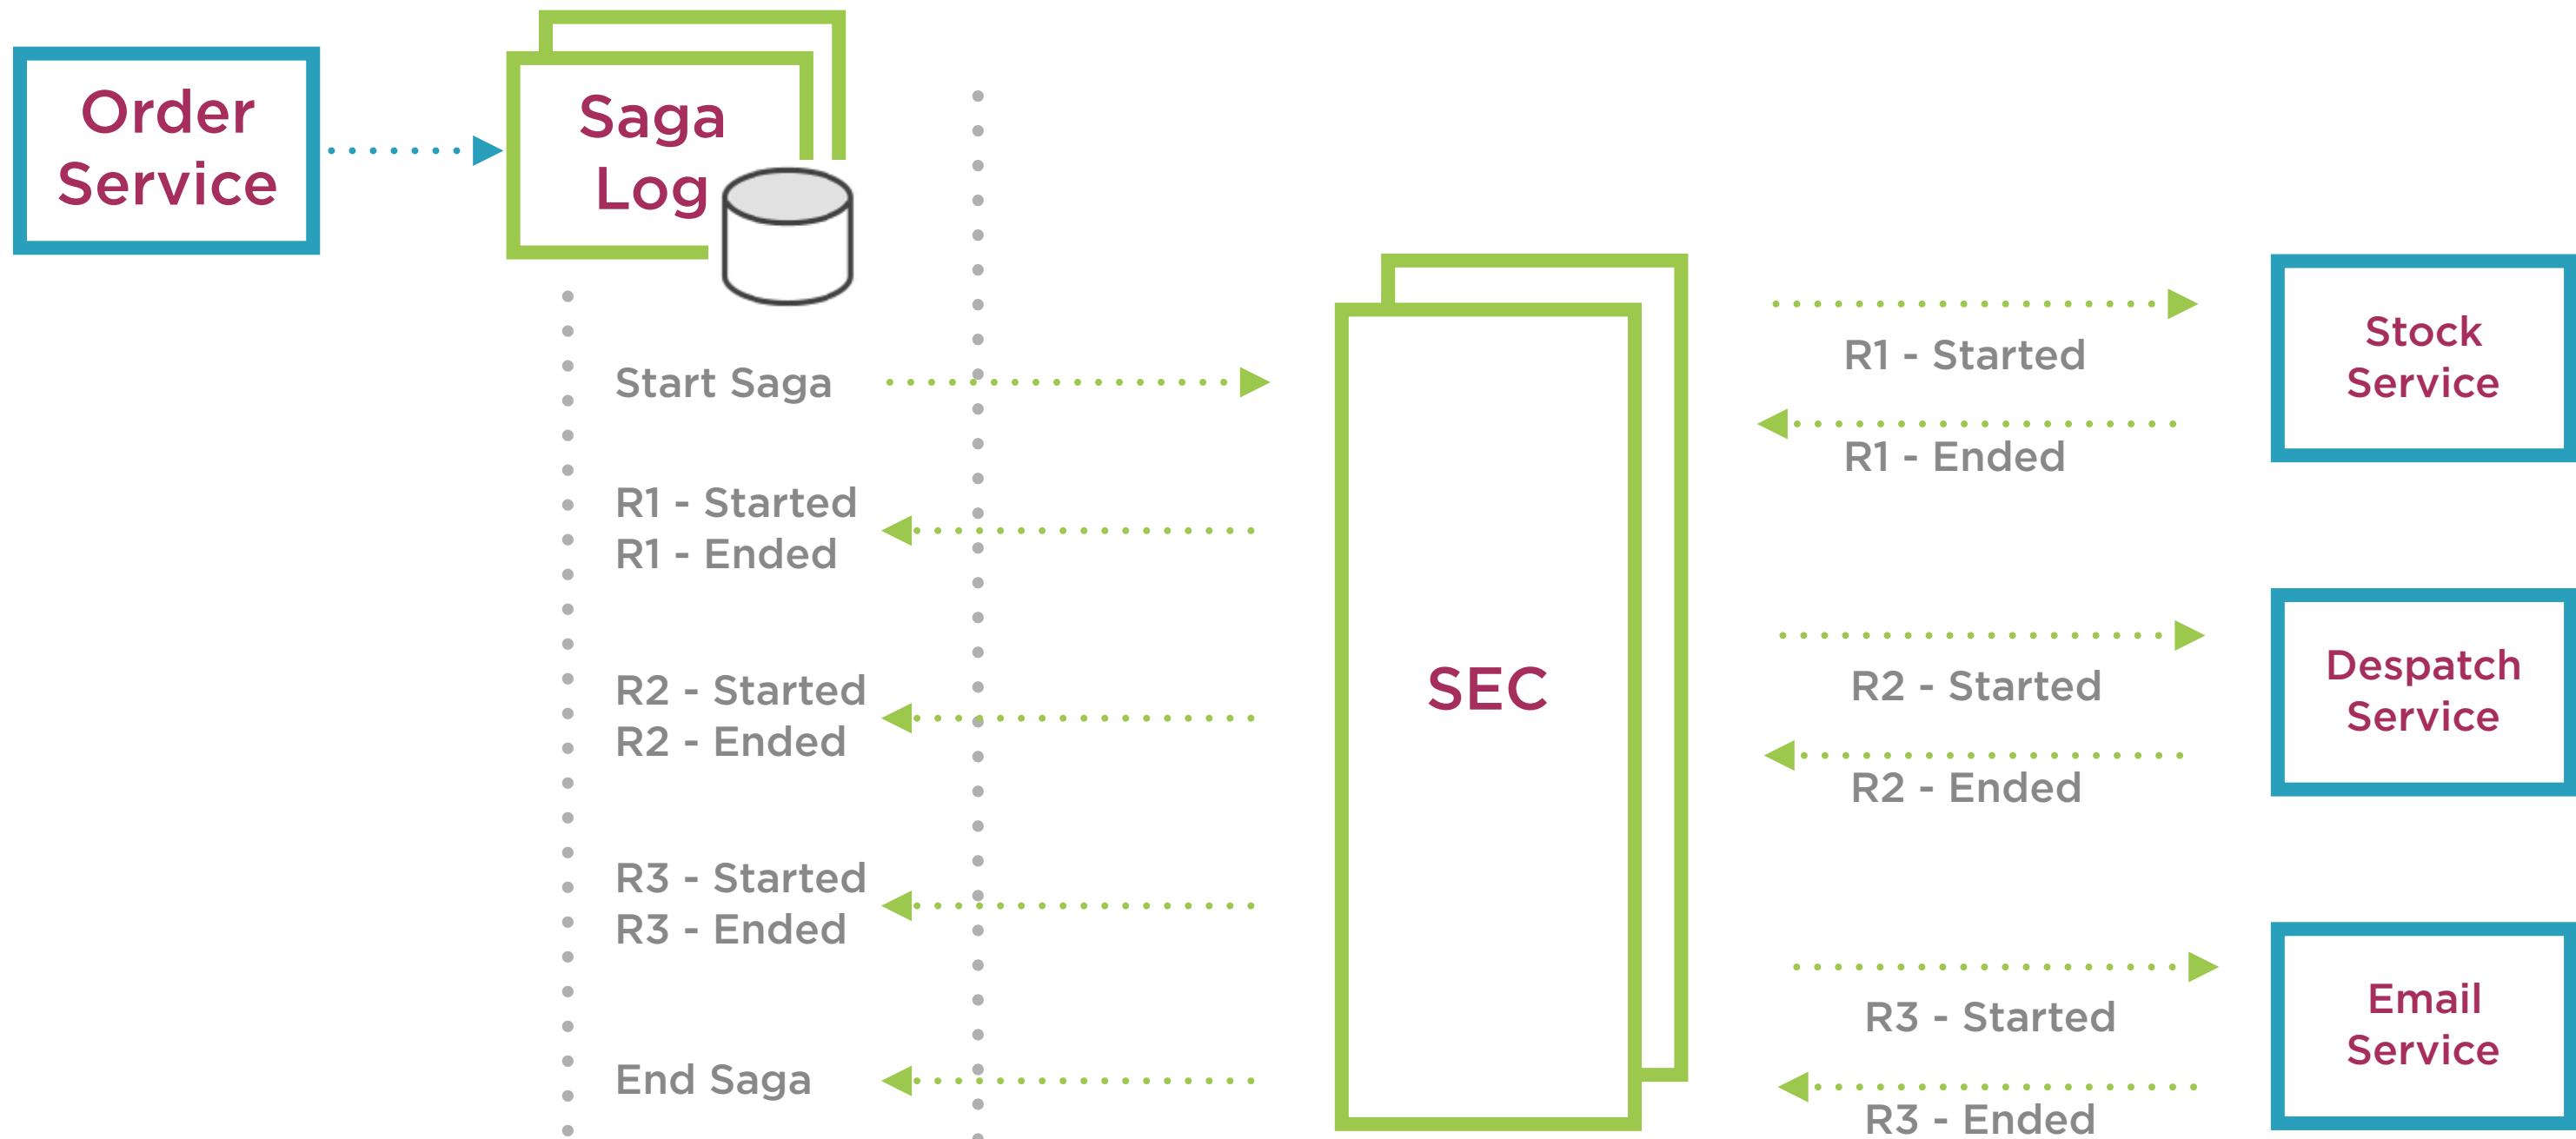 Order
Service
Saga
Log
Start Saga
R1 - Started
R1 - Ended
R2 - Started
R2 - Ended
R3 - Started
R3 - Ended
End Saga
SEC
R1 - Started
R1 - Ended
R2 - Started
R2 - Ended
R3 - Started
R3 - Ended
Stock
Service
Despatch
Service
Email
Service